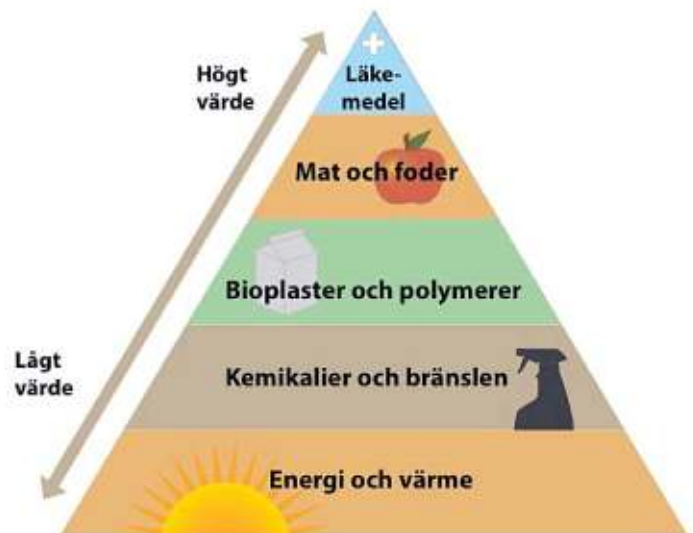 Högt
värde
Läke-
medel
Mat och foder
Bioplaster och polymerer
Lågt
värde
Kemikalier och bränslen
Energi och värme